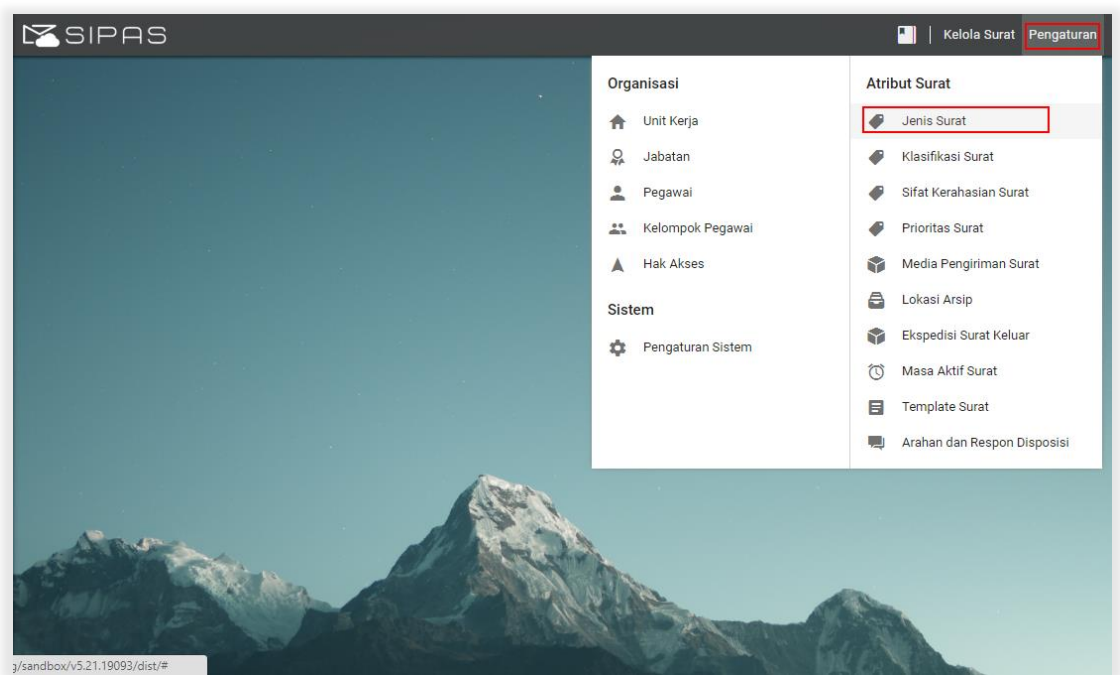 SIPAS
Kelola Surat
Pengaturan
Organisasi
Unit Kerja
Jabatan
Pegawai
Kelompok Pegawai
Hak Akses
Sistem
Pengaturan Sistem
Atribut Surat
Jenis Surat
Klasifikasi Surat
Sifat Kerahasian Surat
Prioritas Surat
Media Pengiriman Surat
Lokasi Arsip
Ekspedisi Surat Keluar
Masa Aktif Surat
Template Surat
Arahan dan Respon Disposisi
/sandbox/v5.21.19093/dist/#